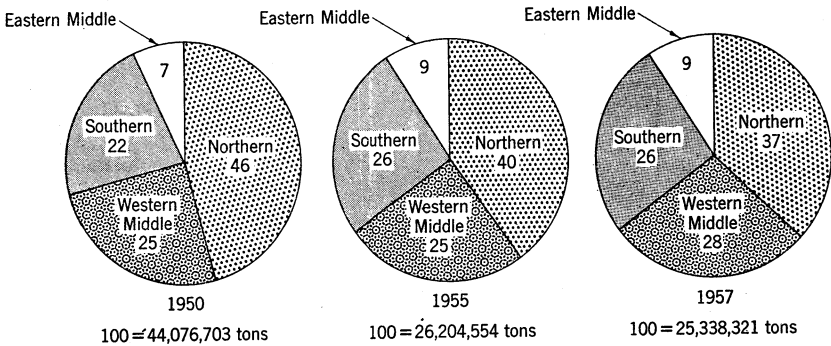 Eastern Middle
7
Southern
22
Northern
46
Western
Middle
25
1950
100=44,076,703 tons
Eastern Middle
9
Southern
26
Northern
40
Western
Middle
25
1955
100=26,204,554 tons
Eastern Middle
9
Southern
26
Northern
37
Western
Middle
28
1957
100=25,338,321 tons